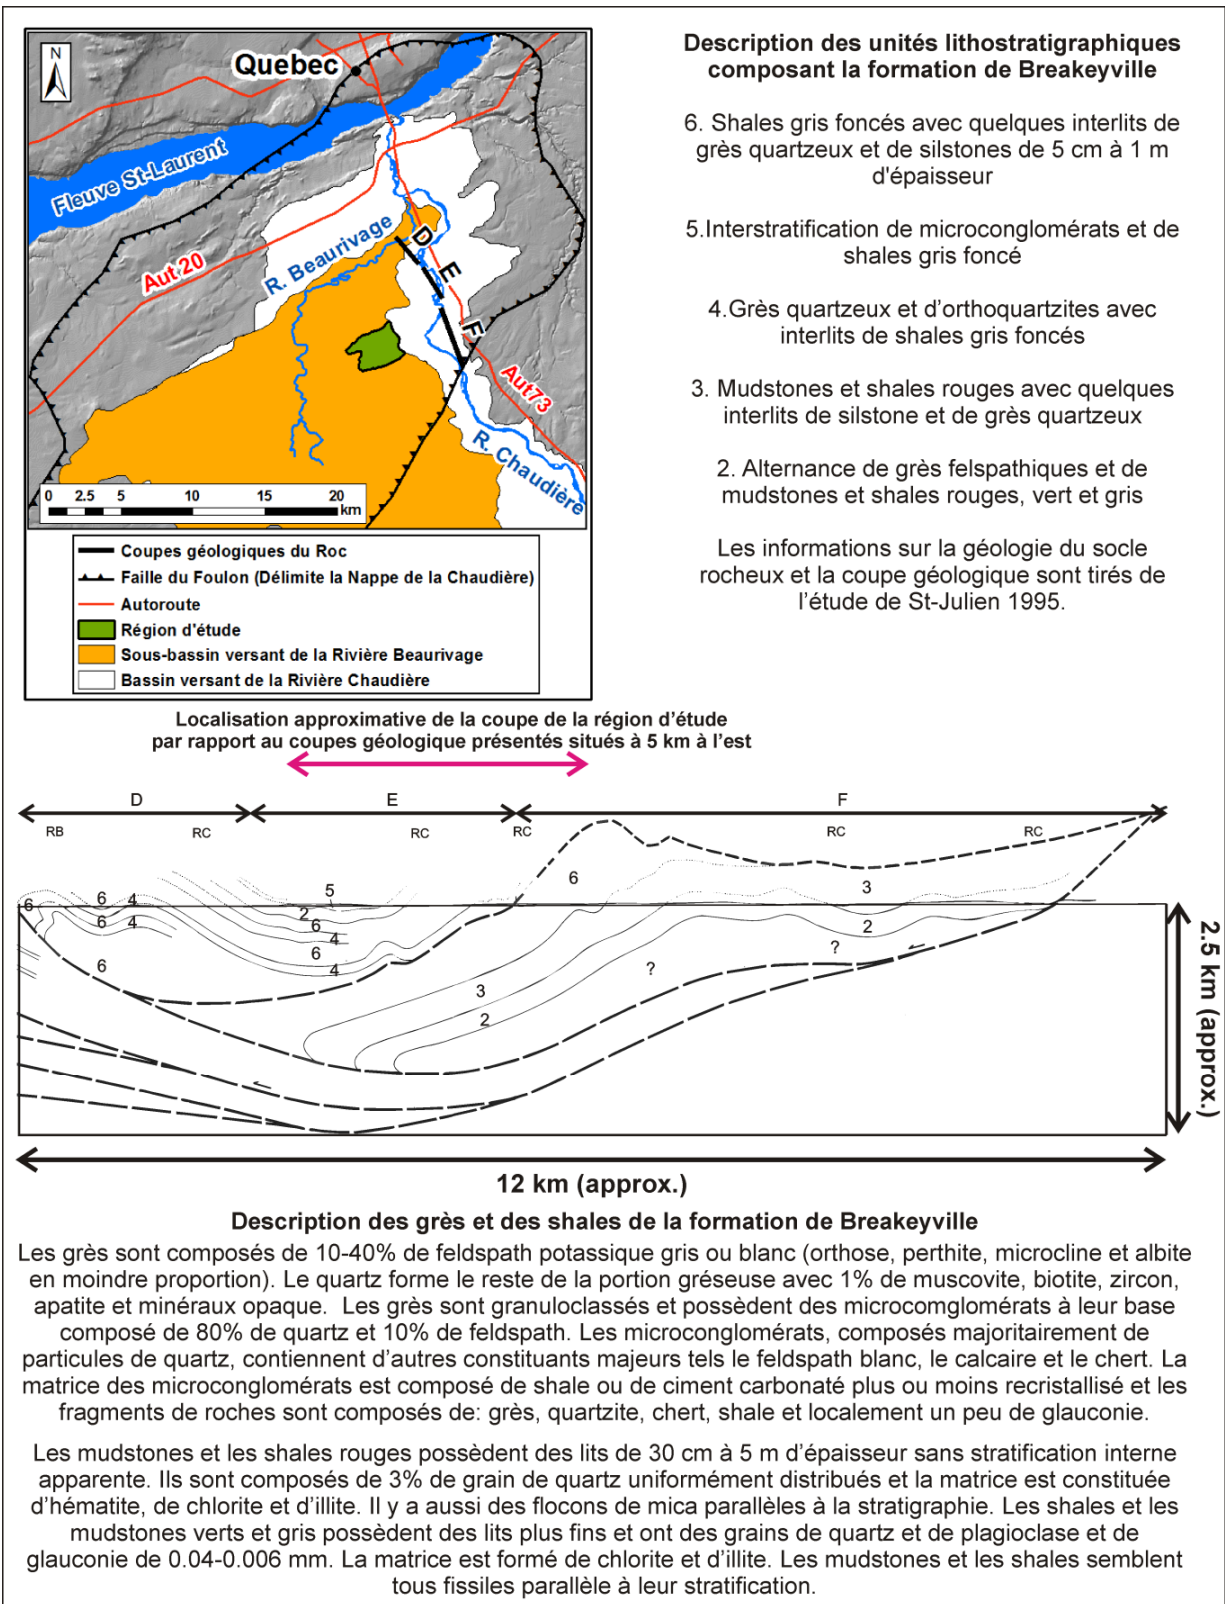 N
Quebec
Fleuve St-Laurent
Aut 20
R. Beaurivage
D
E
F
Aut73
R. Chaudière
0 2.5 5 10 15 20
km
Coupes géologiques du Roc
Faille du Foulon (Délimite la Nappe de la Chaudière)
Autoroute
Région d'étude
Sous-bassin versant de la Rivière Beaurivage
Bassin versant de la Rivière Chaudière
Description des unités lithostratigraphiques
composant la formation de Breakeyville
6. Shales gris foncés avec quelques interlits de
grès quartzeux et de silstones de 5 cm à 1 m
d'épaisseur
5.Interstratification de microconglomérats et de
shales gris foncé
4.Grès quartzeux et d'orthoquartzites avec
interlits de shales gris foncés
3. Mudstones et shales rouges avec quelques
interlits de silstone et de grès quartzeux
2. Alternance de grès felspathiques et de
mudstones et shales rouges, vert et gris
Les informations sur la géologie du socle
rocheux et la coupe géologique sont tirés de
l'étude de St-Julien 1995.
Localisation approximative de la coupe de la région d'étude
par rapport au coupes géologique présentés situés à 5 km à l'est
D E F
RB RC RC RC RC RC
6 6 4 5 6 3
6 4 2 6 2
6 4 ? ?
6 4
3
2
2.5 km (approx.)
12 km (approx.)
Description des grès et des shales de la formation de Breakeyville
Les grès sont composés de 10-40% de feldspath potassique gris ou blanc (orthose, perthite, microcline et albite
en moindre proportion). Le quartz forme le reste de la portion gréseuse avec 1% de muscovite, biotite, zircon,
apatite et minéraux opaque. Les grès sont granuloclassés et possèdent des microcomglomérats à leur base
composé de 80% de quartz et 10% de feldspath. Les microconglomérats, composés majoritairement de
particules de quartz, contiennent d'autres constituants majeurs tels le feldspath blanc, le calcaire et le chert. La
matrice des microconglomérats est composé de shale ou de ciment carbonaté plus ou moins recristallisé et les
fragments de roches sont composés de: grès, quartzite, chert, shale et localement un peu de glauconie.
Les mudstones et les shales rouges possèdent des lits de 30 cm à 5 m d'épaisseur sans stratification interne
apparente. Ils sont composés de 3% de grain de quartz uniformément distribués et la matrice est constituée
d'hématite, de chlorite et d'illite. Il y a aussi des flocons de mica parallèles à la stratigraphie. Les shales et les
mudstones verts et gris possèdent des lits plus fins et ont des grains de quartz et de plagioclase et de
glauconie de 0.04-0.006 mm. La matrice est formé de chlorite et d'illite. Les mudstones et les shales semblent
tous fissiles parallèle à leur stratification.